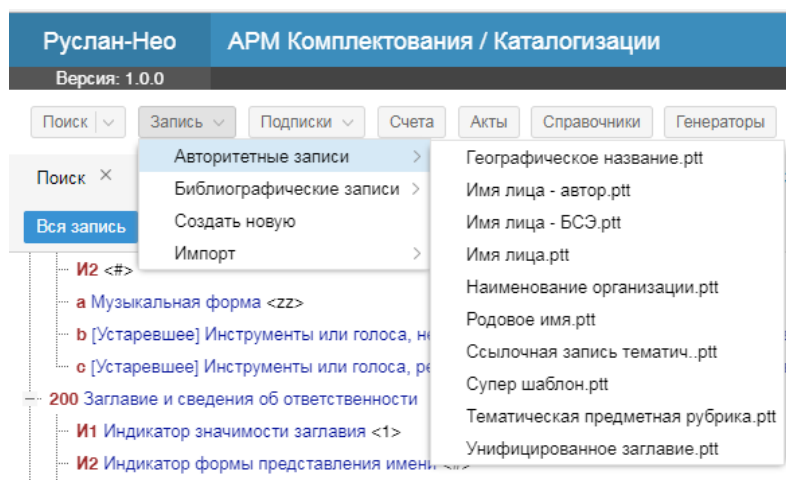 Руслан-Нео АРМ Комплектования / Каталогизации
Версия: 1.0.0
Поиск Запись Подписки Счета Акты Справочники Генераторы
Поиск ×
Вся запись
Авторитетные записи >
Библиографические записи >
Создать новую
Импорт >
Географическое название.ptt
Имя лица - автор.ptt
Имя лица - БСЭ.ptt
Имя лица.ptt
Наименование организации.ptt
Родовое имя.ptt
Ссылочная запись тематич..ptt
Супер шаблон.ptt
Тематическая предметная рубрика.ptt
Унифицированное заглавие.ptt
И2 <#>
a Музыкальная форма <zz>
b [Устаревшее] Инструменты или голоса,
c [Устаревшее] Инструменты или голоса,
200 Заглавие и сведения об ответственности
И1 Индикатор значимости заглавия <1>
И2 Индикатор формы представления имени <#>